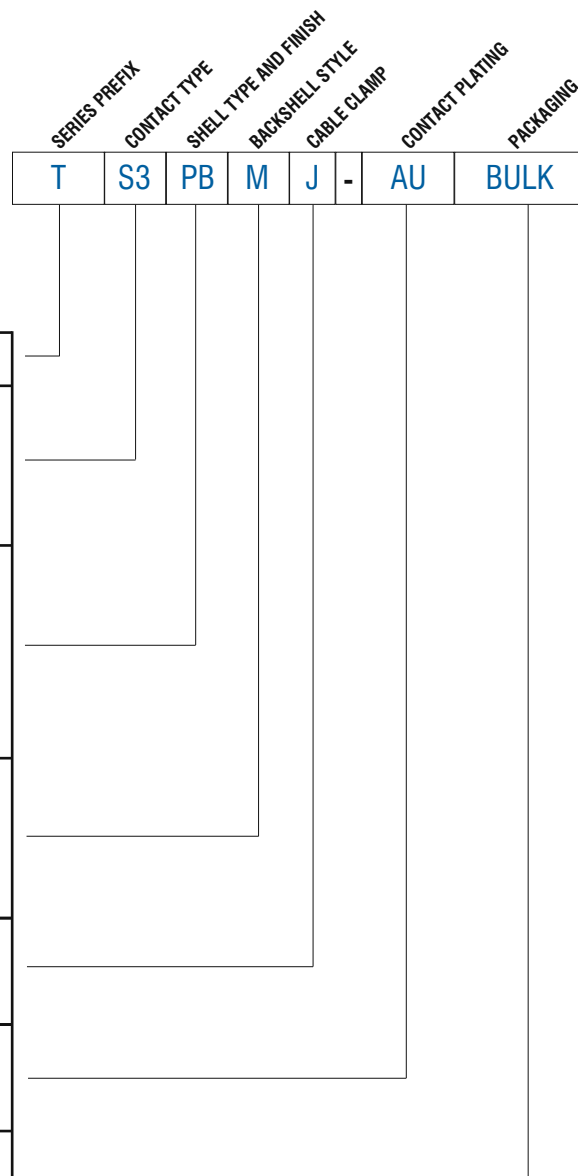 SERIES PREFIX
CONTACT TYPE
SHELL TYPE AND FINISH
BACKSHELL STYLE
CABLE CLAMP
CONTACT PLATING
PACKAGING
T S3 PB M J - AU BULK